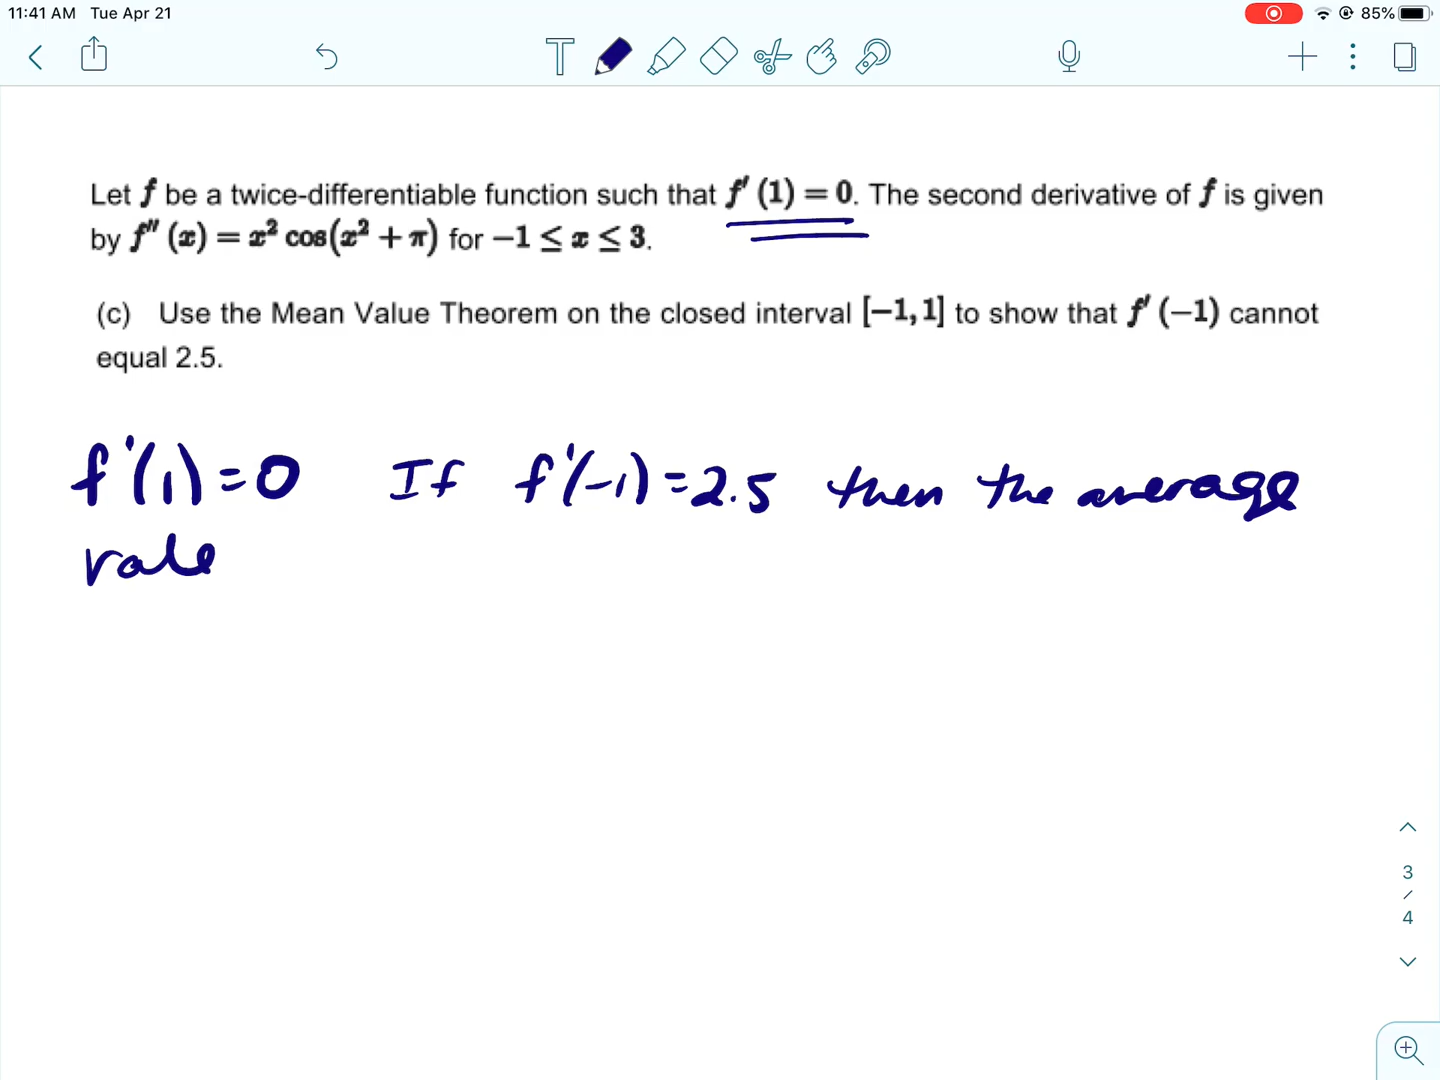 11:41 AM Tue Apr 21 85%
T
Let f be a twice-differentiable function such that f′ (1) = 0. The second derivative of f is given
by f″ (x) = x² cos(x² + π) for −1 ≤ x ≤ 3.
(c) Use the Mean Value Theorem on the closed interval [−1, 1] to show that f′ (−1) cannot
equal 2.5.
f'(1)=0 If f'(-1)=2.5 then the average
rate
3
/
4